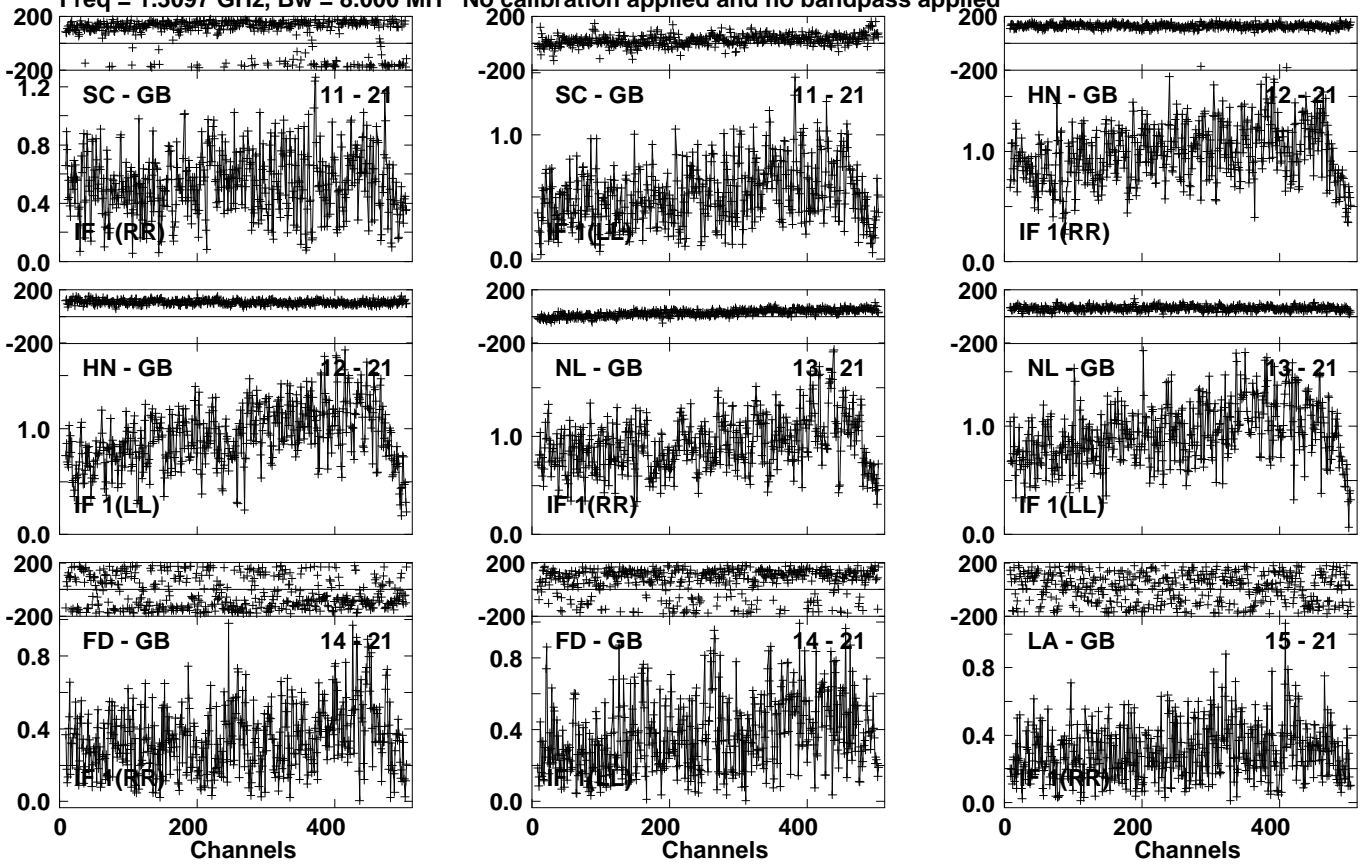 Freq = 1.3097 GHz, Bw = 8.000 MH No calibration applied and no bandpass applied
200
-200
1.2
0.8
0.4
0.0
SC - GB 11 - 21
IF 1(RR)
200
-200
1.0
0.0
SC - GB 11 - 21
IF 1(LL)
200
-200
1.0
0.0
HN - GB 12 - 21
IF 1(RR)
200
-200
1.0
0.0
HN - GB 12 - 21
IF 1(LL)
200
-200
1.0
0.0
NL - GB 13 - 21
IF 1(RR)
200
-200
1.0
0.0
NL - GB 13 - 21
IF 1(LL)
200
-200
0.8
0.4
0.0
FD - GB 14 - 21
IF 1(RR)
0 200 400
Channels
200
-200
0.8
0.4
0.0
FD - GB 14 - 21
IF 1(LL)
0 200 400
Channels
200
-200
0.8
0.4
0.0
LA - GB 15 - 21
IF 1(RR)
0 200 400
Channels